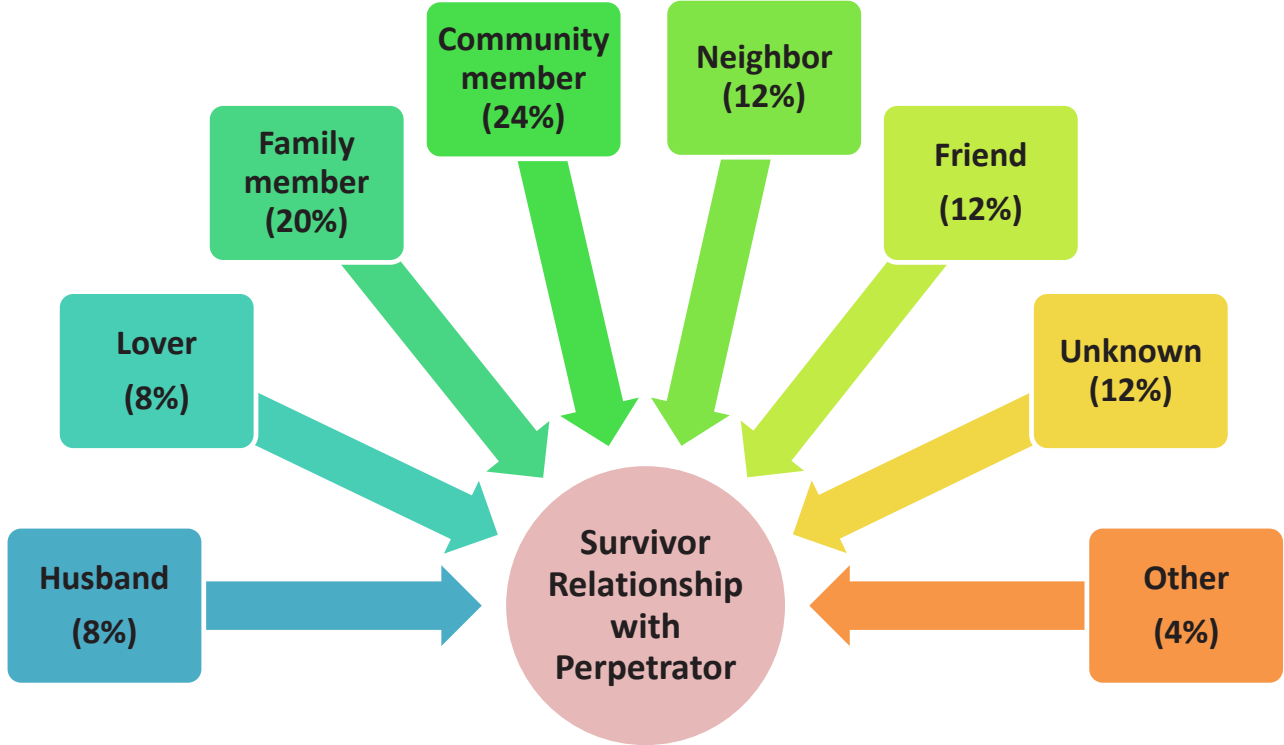 Community
member
(24%)
Neighbor
(12%)
Family
member
(20%)
Friend
(12%)
Lover
(8%)
Unknown
(12%)
Husband
(8%)
Survivor
Relationship
with
Perpetrator
Other
(4%)